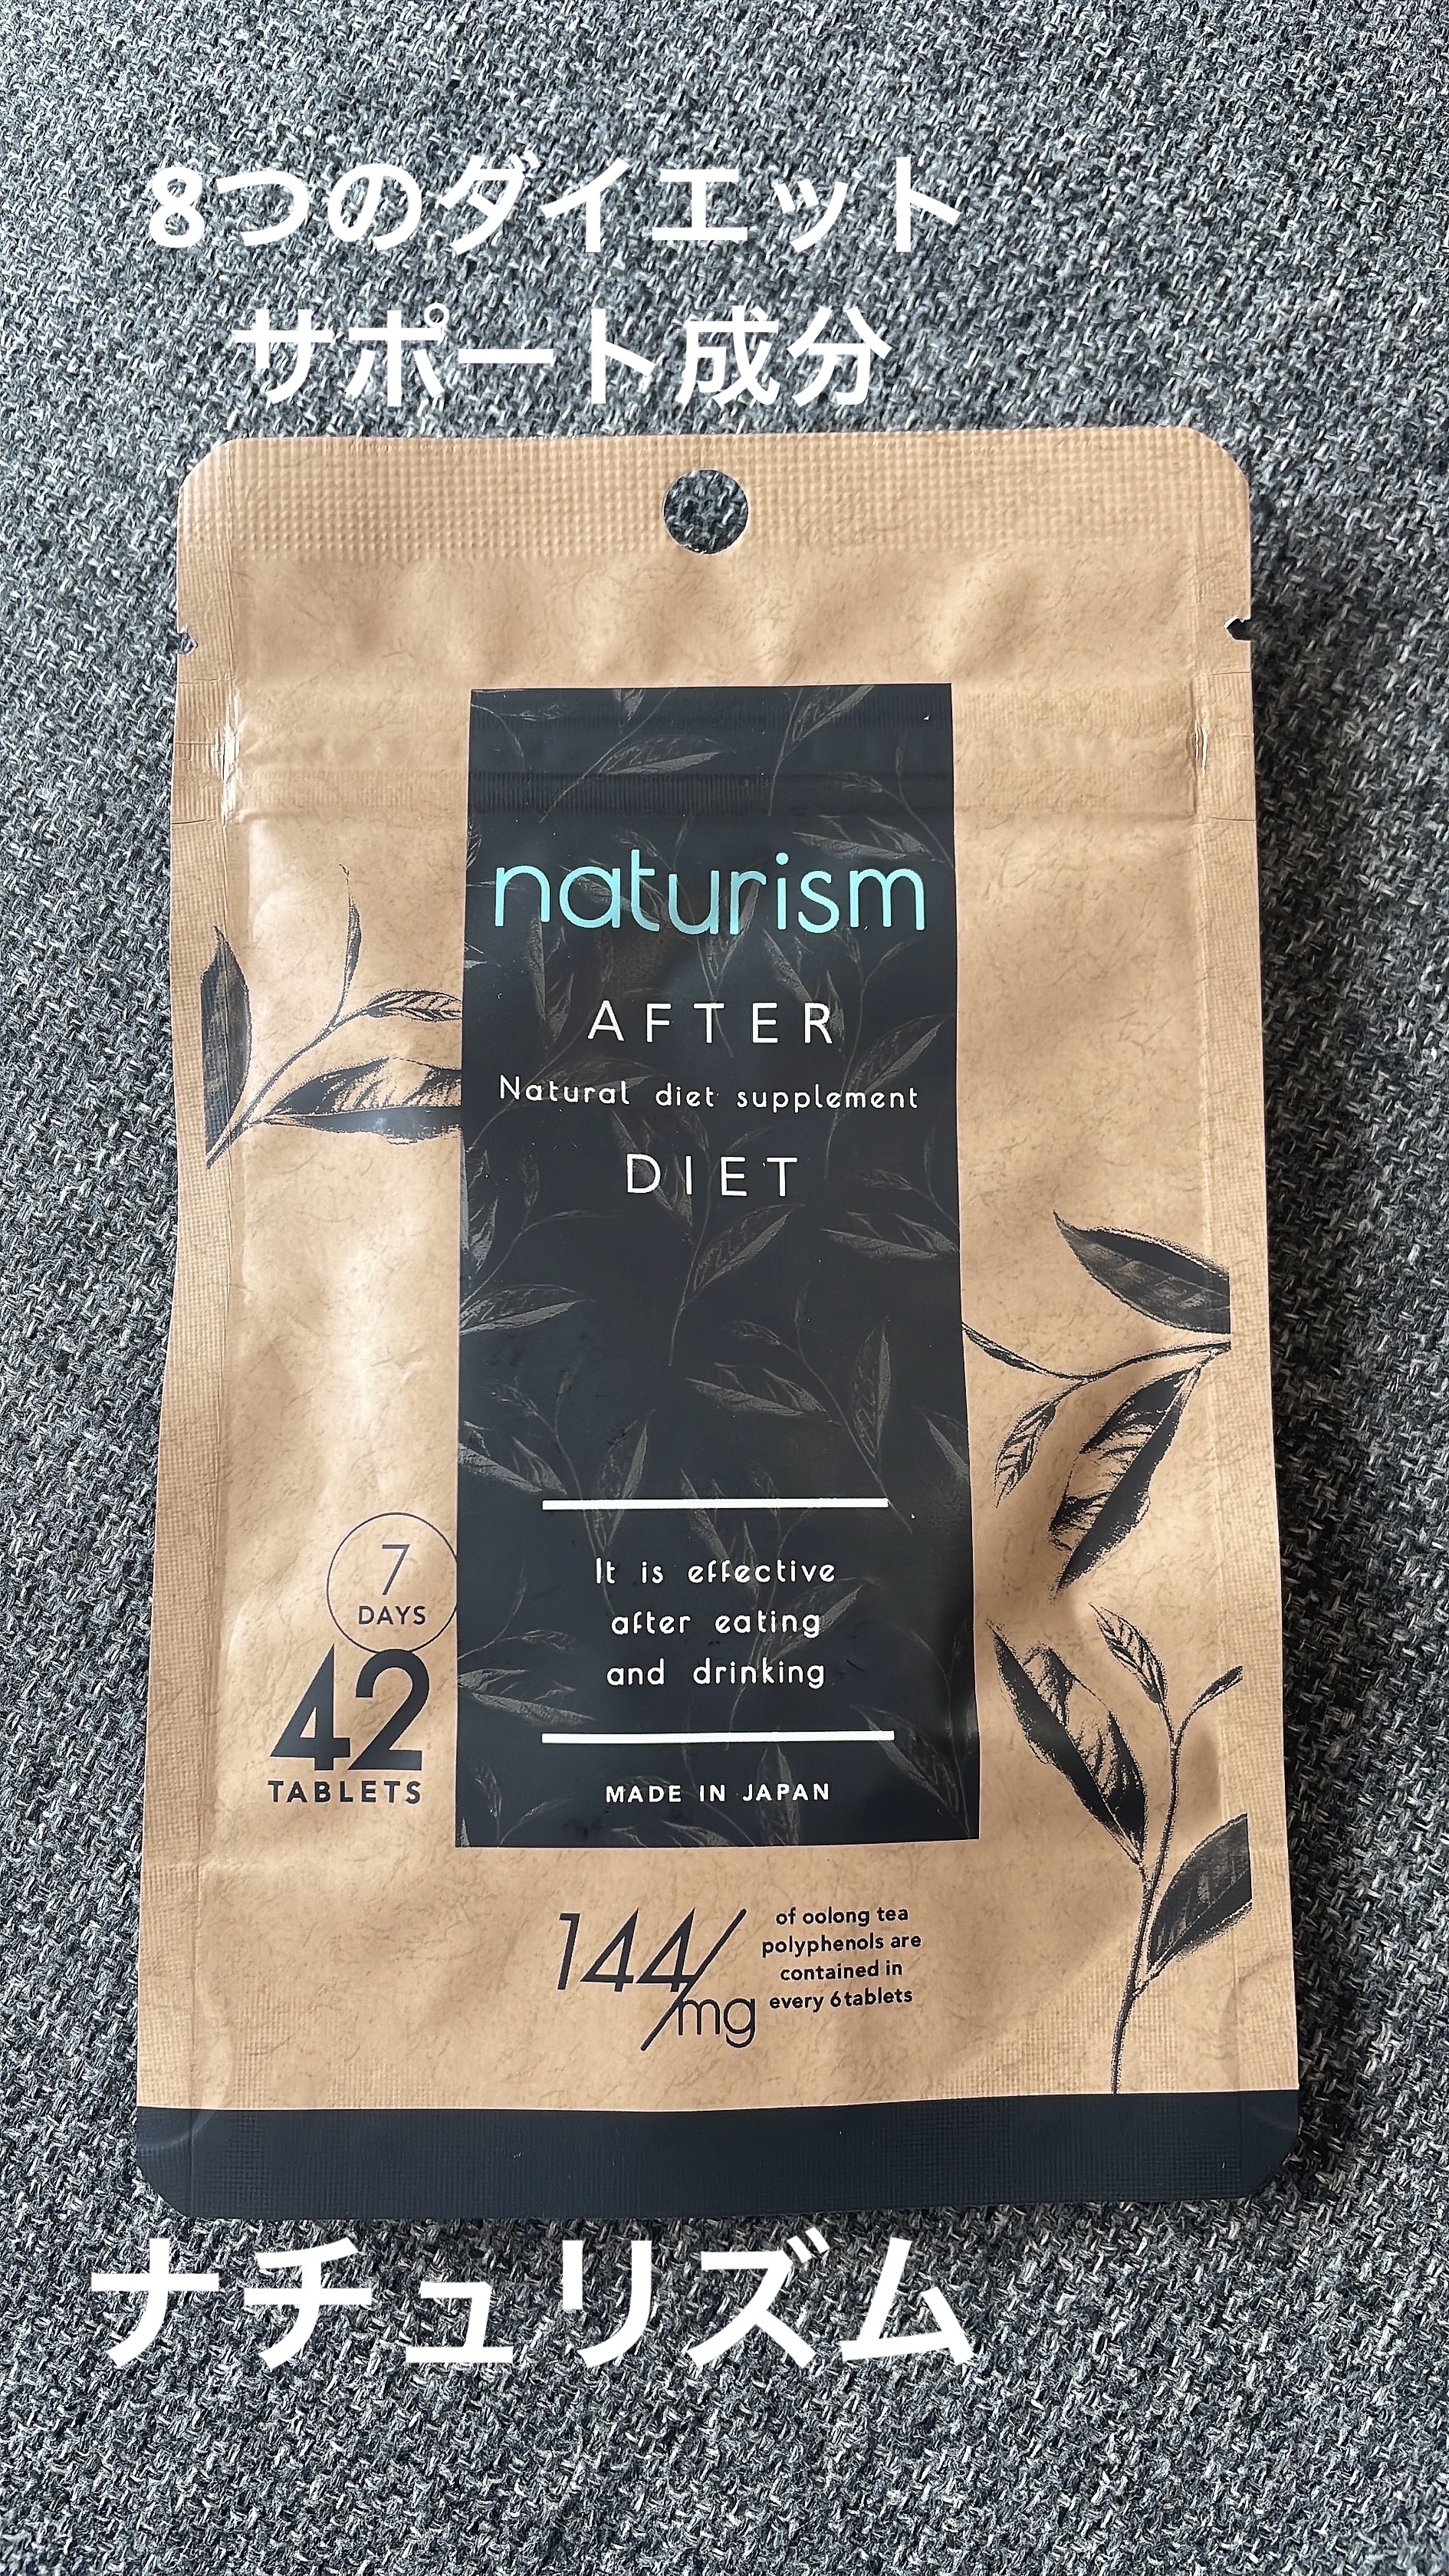 8つのダイエット
サポート成分
naturism
AFTER
Natural diet supplement
DIET
It is effective
after eating
and drinking
MADE IN JAPAN
7
DAYS
42
TABLETS
144/mg
of oolong tea
polyphenols are
contained in
every 6tablets
ナチュリズム